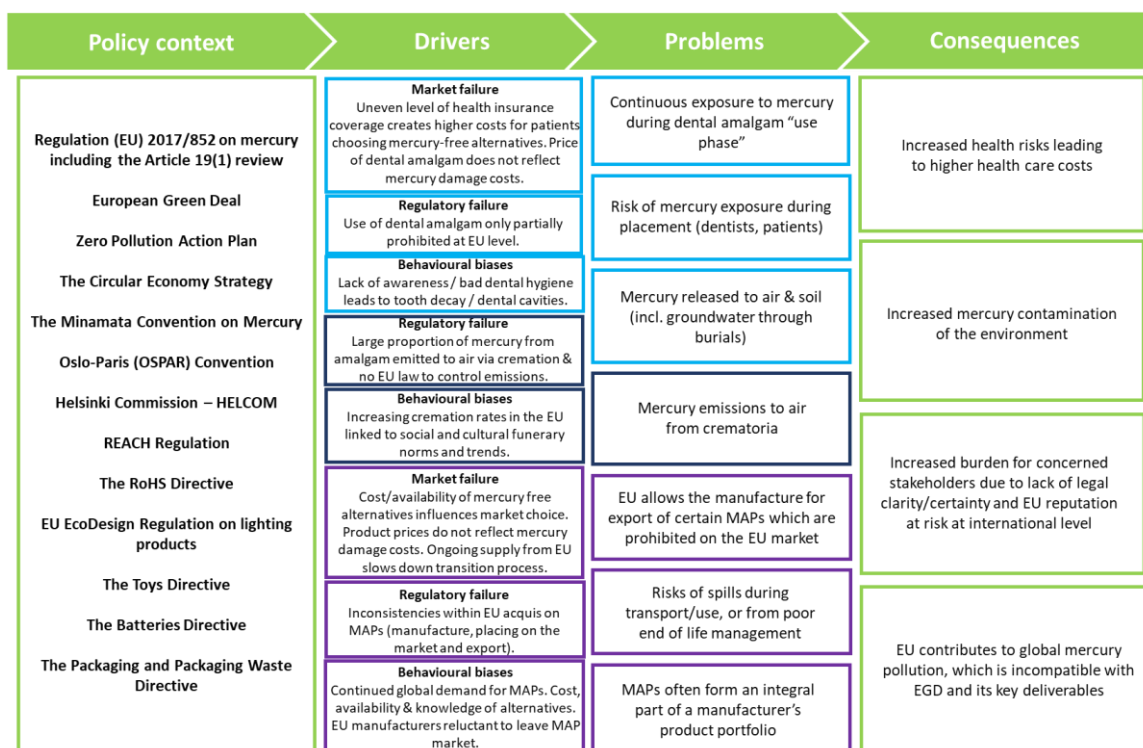 Policy context
Drivers
Problems
Consequences
Regulation (EU) 2017/852 on mercury
including the Article 19(1) review
European Green Deal
Zero Pollution Action Plan
The Circular Economy Strategy
The Minamata Convention on Mercury
Oslo-Paris (OSPAR) Convention
Helsinki Commission – HELCOM
REACH Regulation
The RoHS Directive
EU EcoDesign Regulation on lighting
products
The Toys Directive
The Batteries Directive
The Packaging and Packaging Waste
Directive
Market failure
Uneven level of health insurance
coverage creates higher costs for patients
choosing mercury-free alternatives. Price
of dental amalgam does not reflect
mercury damage costs.
Regulatory failure
Use of dental amalgam only partially
prohibited at EU level.
Behavioural biases
Lack of awareness / bad dental hygiene
leads to tooth decay / dental cavities.
Regulatory failure
Large proportion of mercury from
amalgam emitted to air via cremation &
no EU law to control emissions.
Behavioural biases
Increasing cremation rates in the EU
linked to social and cultural funerary
norms and trends.
Market failure
Cost/availability of mercury free
alternatives influences market choice.
Product prices do not reflect mercury
damage costs. Ongoing supply from EU
slows down transition process.
Regulatory failure
Inconsistencies within EU acquis on
MAPs (manufacture, placing on the
market and export).
Behavioural biases
Continued global demand for MAPs. Cost,
availability & knowledge of alternatives.
EU manufacturers reluctant to leave MAP
market.
Continuous exposure to mercury
during dental amalgam “use
phase”
Risk of mercury exposure during
placement (dentists, patients)
Mercury released to air & soil
(incl. groundwater through
burials)
Mercury emissions to air
from crematoria
EU allows the manufacture for
export of certain MAPs which are
prohibited on the EU market
Risks of spills during
transport/use, or from poor
end of life management
MAPs often form an integral
part of a manufacturer’s
product portfolio
Increased health risks leading
to higher health care costs
Increased mercury contamination
of the environment
Increased burden for concerned
stakeholders due to lack of legal
clarity/certainty and EU reputation
at risk at international level
EU contributes to global mercury
pollution, which is incompatible with
EGD and its key deliverables